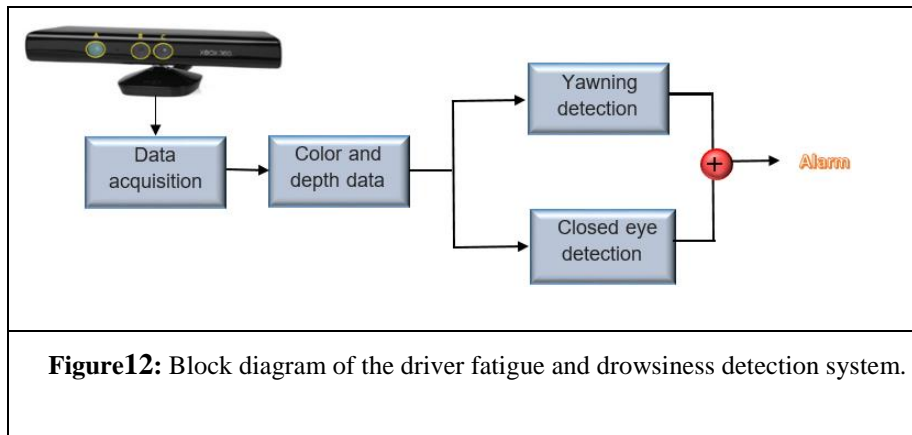 A B C
XBOX 360
Yawning
detection
Data
acquisition
Color and
depth data
+
Alarm
Closed eye
detection
Figure12: Block diagram of the driver fatigue and drowsiness detection system.